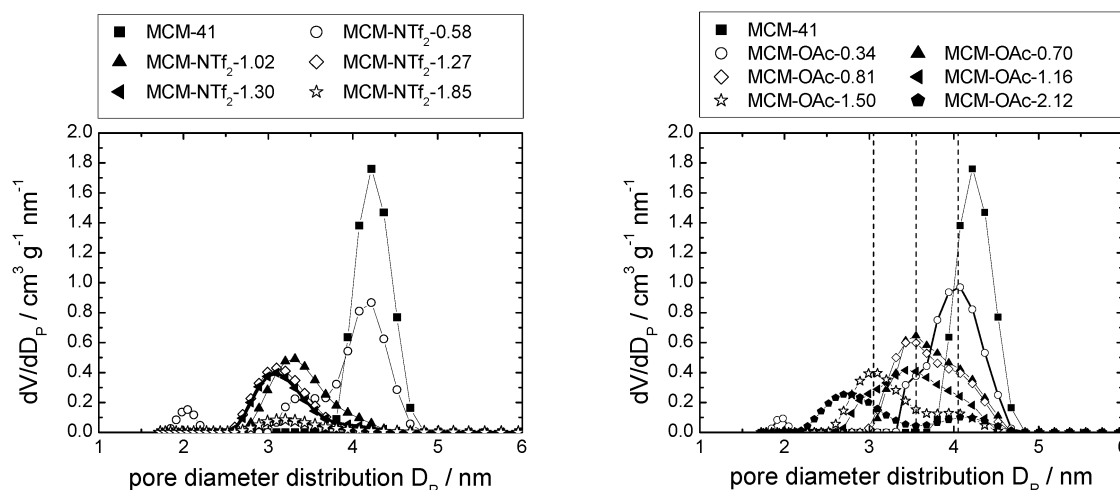 MCM-41 MCM-NTf₂-0.58
MCM-NTf₂-1.02 MCM-NTf₂-1.27
MCM-NTf₂-1.30 MCM-NTf₂-1.85
2.0
1.8
1.6
1.4
1.2
1.0
0.8
0.6
0.4
0.2
0.0
dV/dD_P / cm³ g⁻¹ nm⁻¹
1 2 3 4 5 6
pore diameter distribution D_P / nm
MCM-41
MCM-OAc-0.34 MCM-OAc-0.70
MCM-OAc-0.81 MCM-OAc-1.16
MCM-OAc-1.50 MCM-OAc-2.12
2.0
1.8
1.6
1.4
1.2
1.0
0.8
0.6
0.4
0.2
0.0
dV/dD_P / cm³ g⁻¹ nm⁻¹
1 2 3 4 5 6
pore diameter distribution D_P / nm